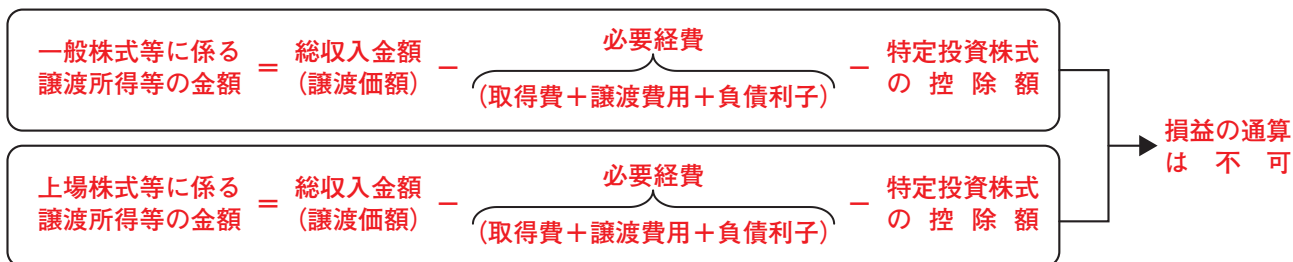 必要経費
一般株式等に係る 総収入金額 特定投資株式
譲渡所得等の金額 ＝ (譲渡価額) － (取得費＋譲渡費用＋負債利子) － の控除額
損益の通算
は不可
必要経費
上場株式等に係る 総収入金額 特定投資株式
譲渡所得等の金額 ＝ (譲渡価額) － (取得費＋譲渡費用＋負債利子) － の控除額